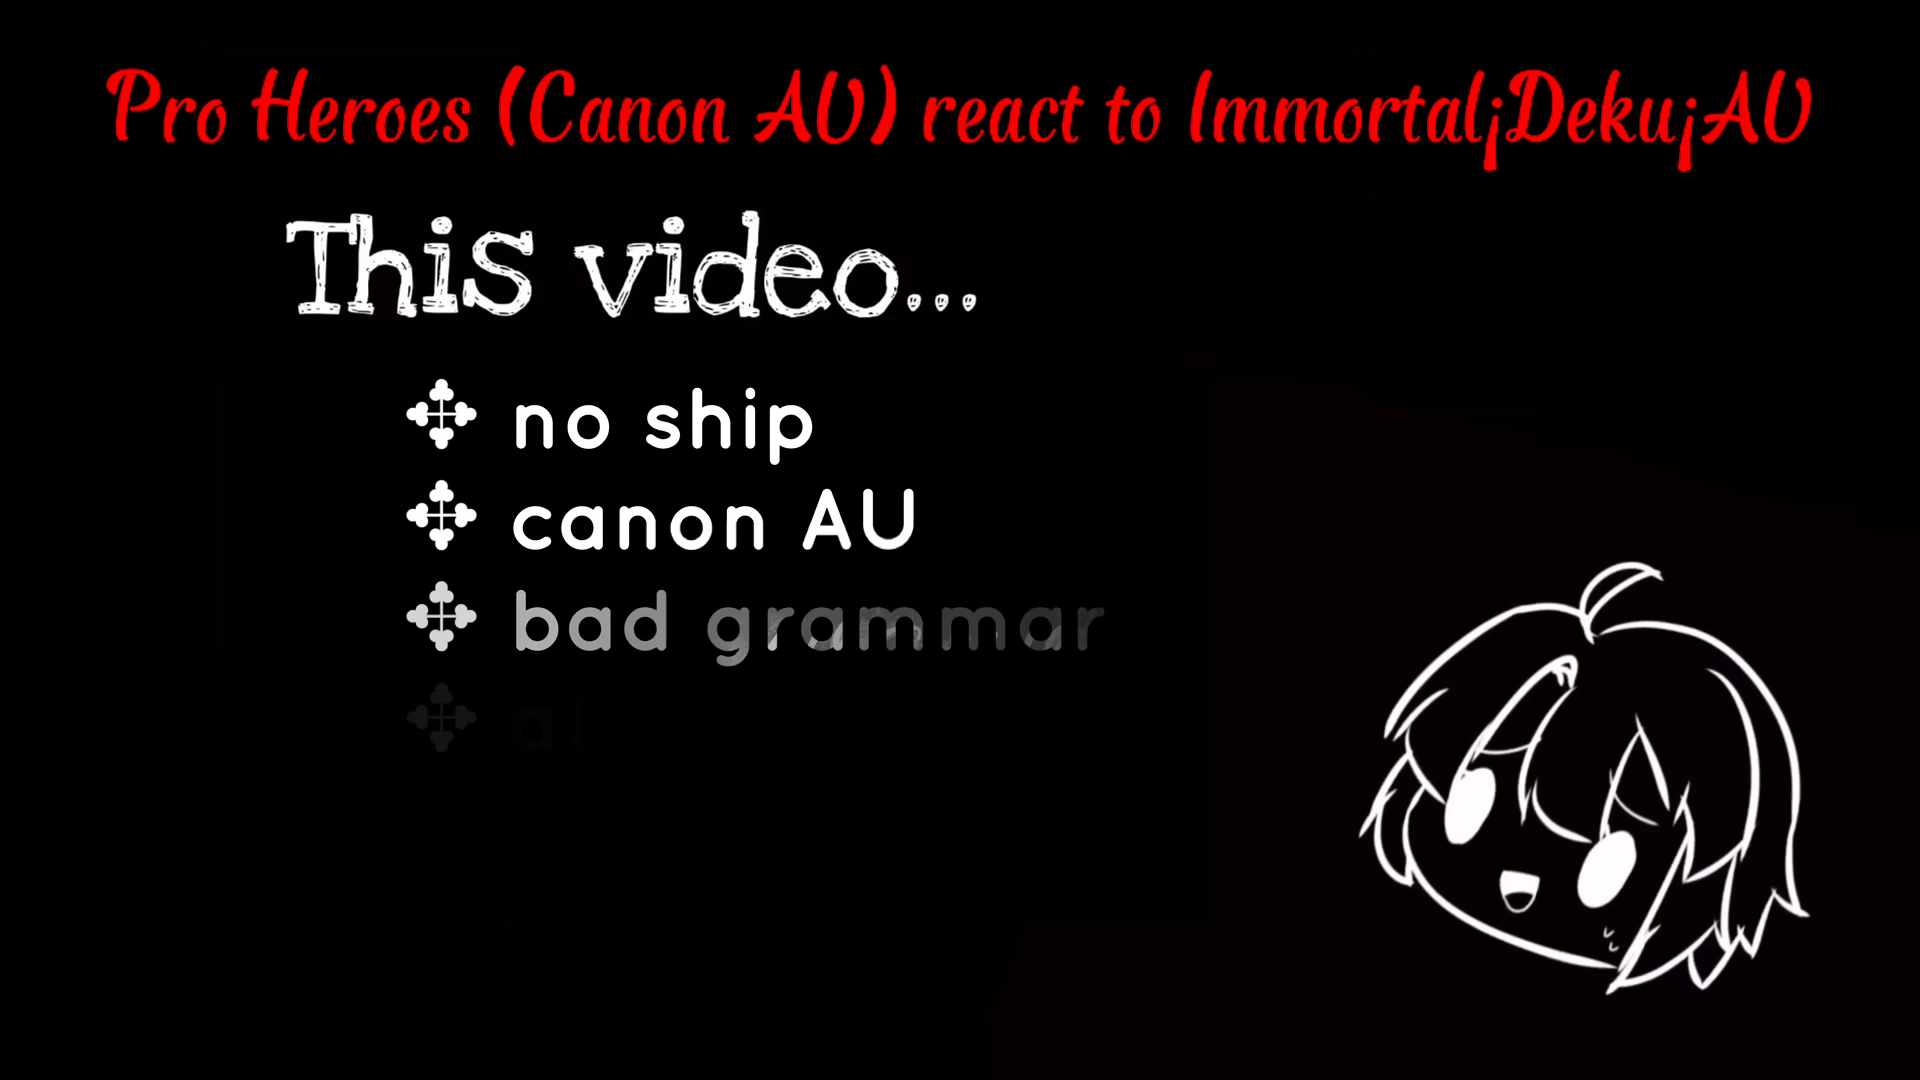 Pro Heroes (Canon AU) react to Immortal¡Deku¡AU
This video...
no ship
canon AU
bad grammar